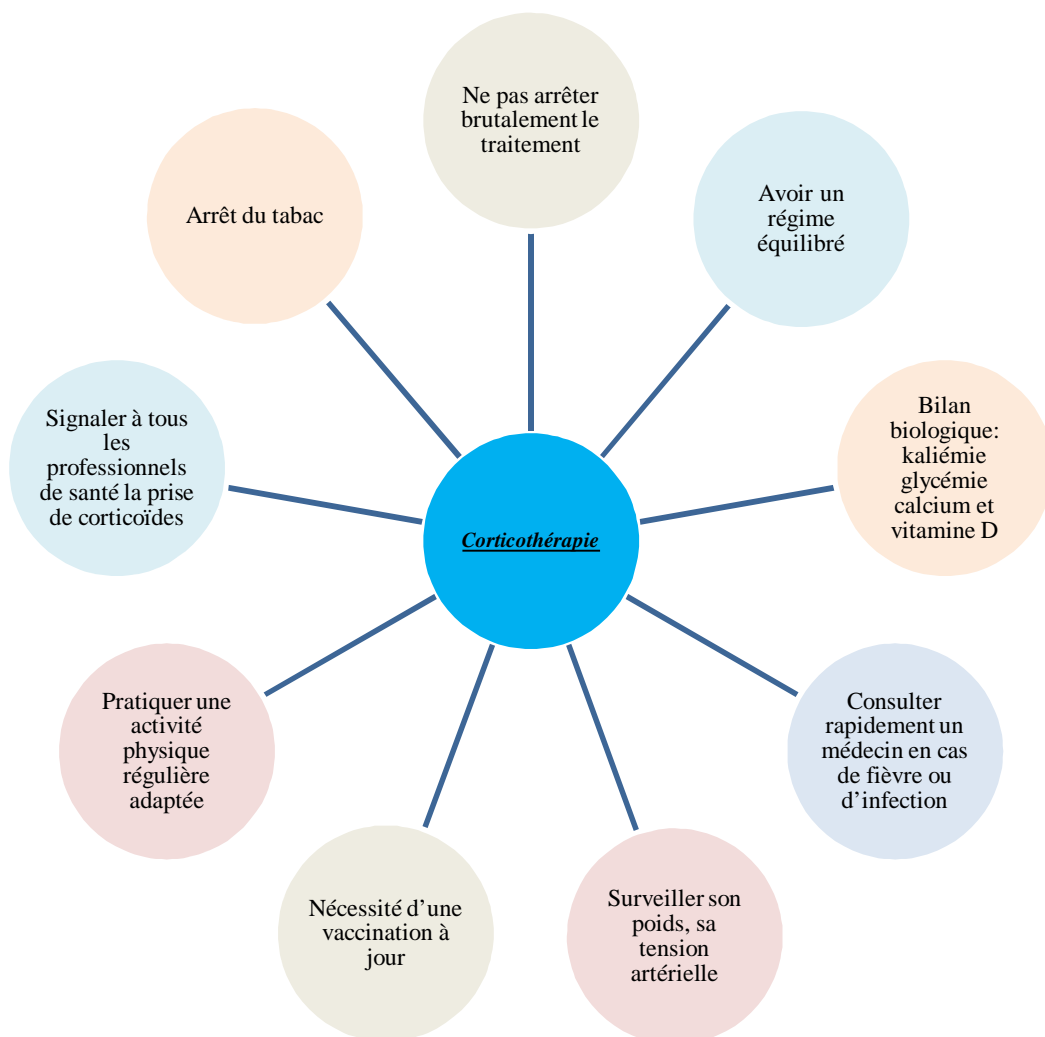 Ne pas arrêter
brutalement le
traitement
Avoir un
régime
équilibré
Bilan
biologique:
kaliémie
glycémie
calcium et
vitamine D
Consulter
rapidement un
médecin en cas
de fièvre ou
d’infection
Surveiller son
poids, sa
tension
artérielle
Nécessité d’une
vaccination à
jour
Pratiquer une
activité
physique
régulière
adaptée
Signaler à tous
les
professionnels
de santé la prise
de corticoïdes
Arrêt du tabac
Corticothérapie